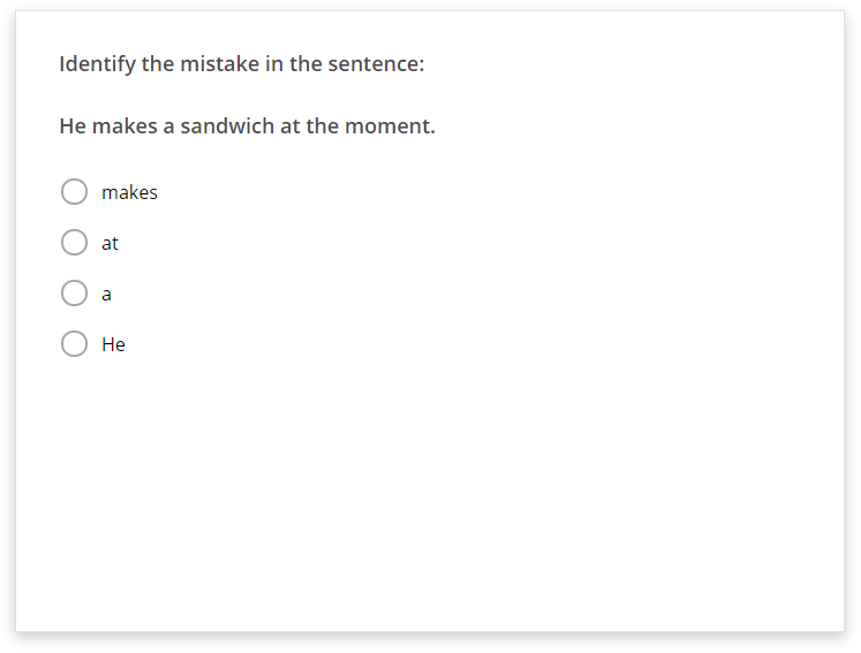 Identify the mistake in the sentence:
He makes a sandwich at the moment.
makes
at
a
He